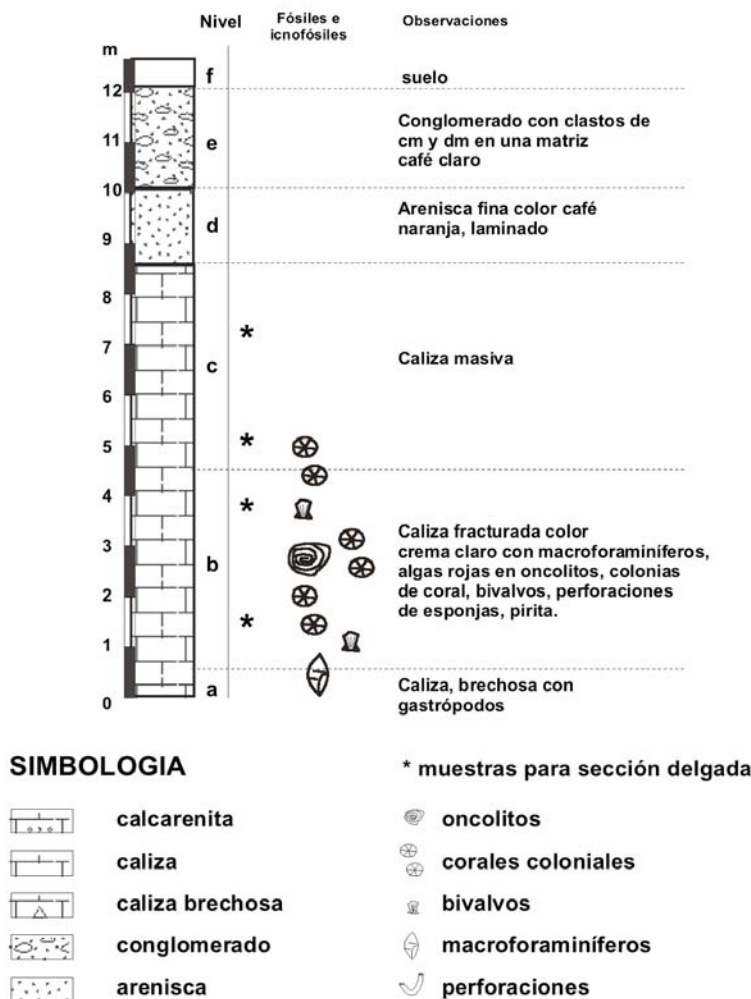 Nivel
Fósiles e
icnofósiles
Observaciones
m
f
suelo
12
11
e
Conglomerado con clastos de
cm y dm en una matriz
café claro
10
9
d
Arenisca fina color café
naranja, laminado
8
7
*
c
Caliza masiva
6
5
*
4
*
3
b
Caliza fracturada color
crema claro con macroforaminíferos,
algas rojas en oncolitos, colonias
de coral, bivalvos, perforaciones
de esponjas, pirita.
2
*
1
0
a
Caliza, brechosa con
gastrópodos
SIMBOLOGIA
* muestras para sección delgada
calcarenita
oncolitos
caliza
corales coloniales
caliza brechosa
bivalvos
conglomerado
macroforaminíferos
arenisca
perforaciones